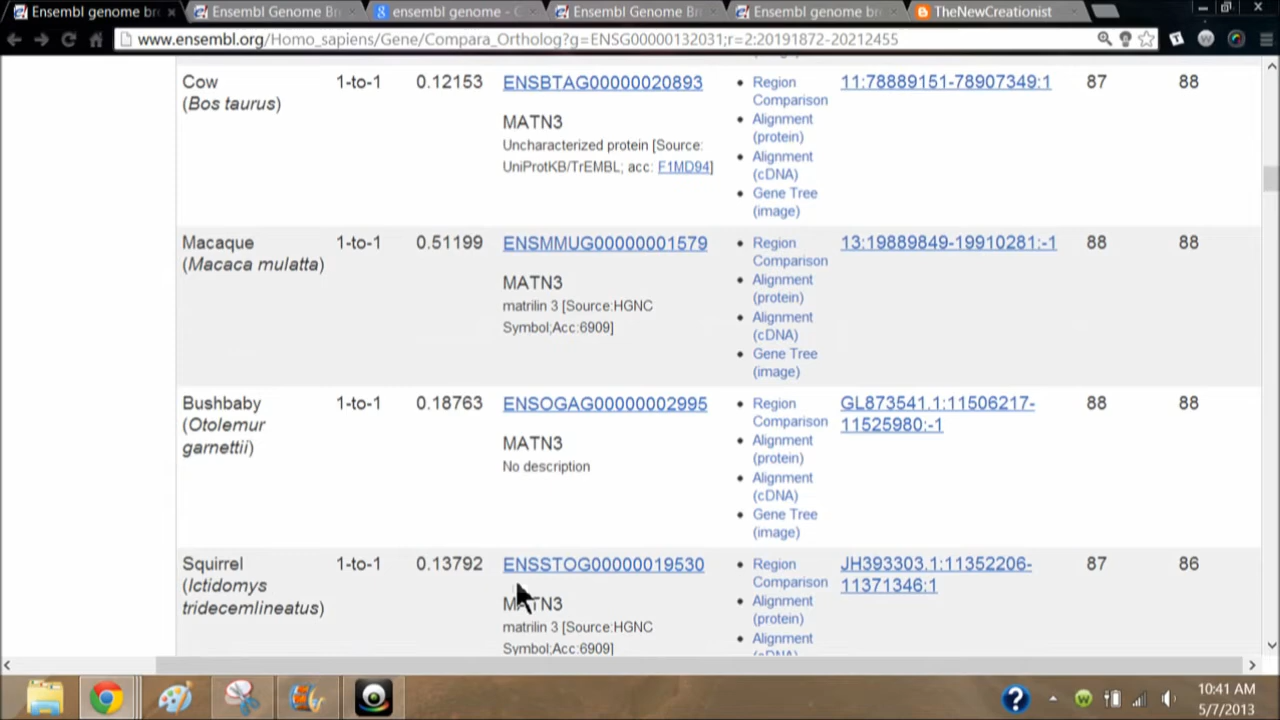 Ensembl genome bro
Ensembl Genome Br
ensembl genome - G
Ensembl Genome Br
Ensembl genome br
TheNewCreationist
www.ensembl.org/Homo_sapiens/Gene/Compara_Ortholog?g=ENSG00000132031;r=2:20191872-20212455
Cow 1-to-1 0.12153 ENSBTAG00000020893 • Region 11:78889151-78907349:1 87 88
(Bos taurus) Comparison
MATN3 • Alignment
Uncharacterized protein [Source: (protein)
UniProtKB/TrEMBL; acc: F1MD94] • Alignment
(cDNA)
• Gene Tree
(image)
Macaque 1-to-1 0.51199 ENSMMUG00000001579 • Region 13:19889849-19910281:-1 88 88
(Macaca mulatta) Comparison
MATN3 • Alignment
matrilin 3 [Source:HGNC (protein)
Symbol;Acc:6909] • Alignment
(cDNA)
• Gene Tree
(image)
Bushbaby 1-to-1 0.18763 ENSOGAG00000002995 • Region GL873541.1:11506217- 88 88
(Otolemur Comparison 11525980:-1
garnettii) MATN3 • Alignment
No description (protein)
• Alignment
(cDNA)
• Gene Tree
(image)
Squirrel 1-to-1 0.13792 ENSSTOG00000019530 • Region JH393303.1:11352206- 87 86
(Ictidomys Comparison 11371346:1
tridecemlineatus) MATN3 • Alignment
matrilin 3 [Source:HGNC (protein)
Symbol;Acc:6909] • Alignment
10:41 AM
5/7/2013